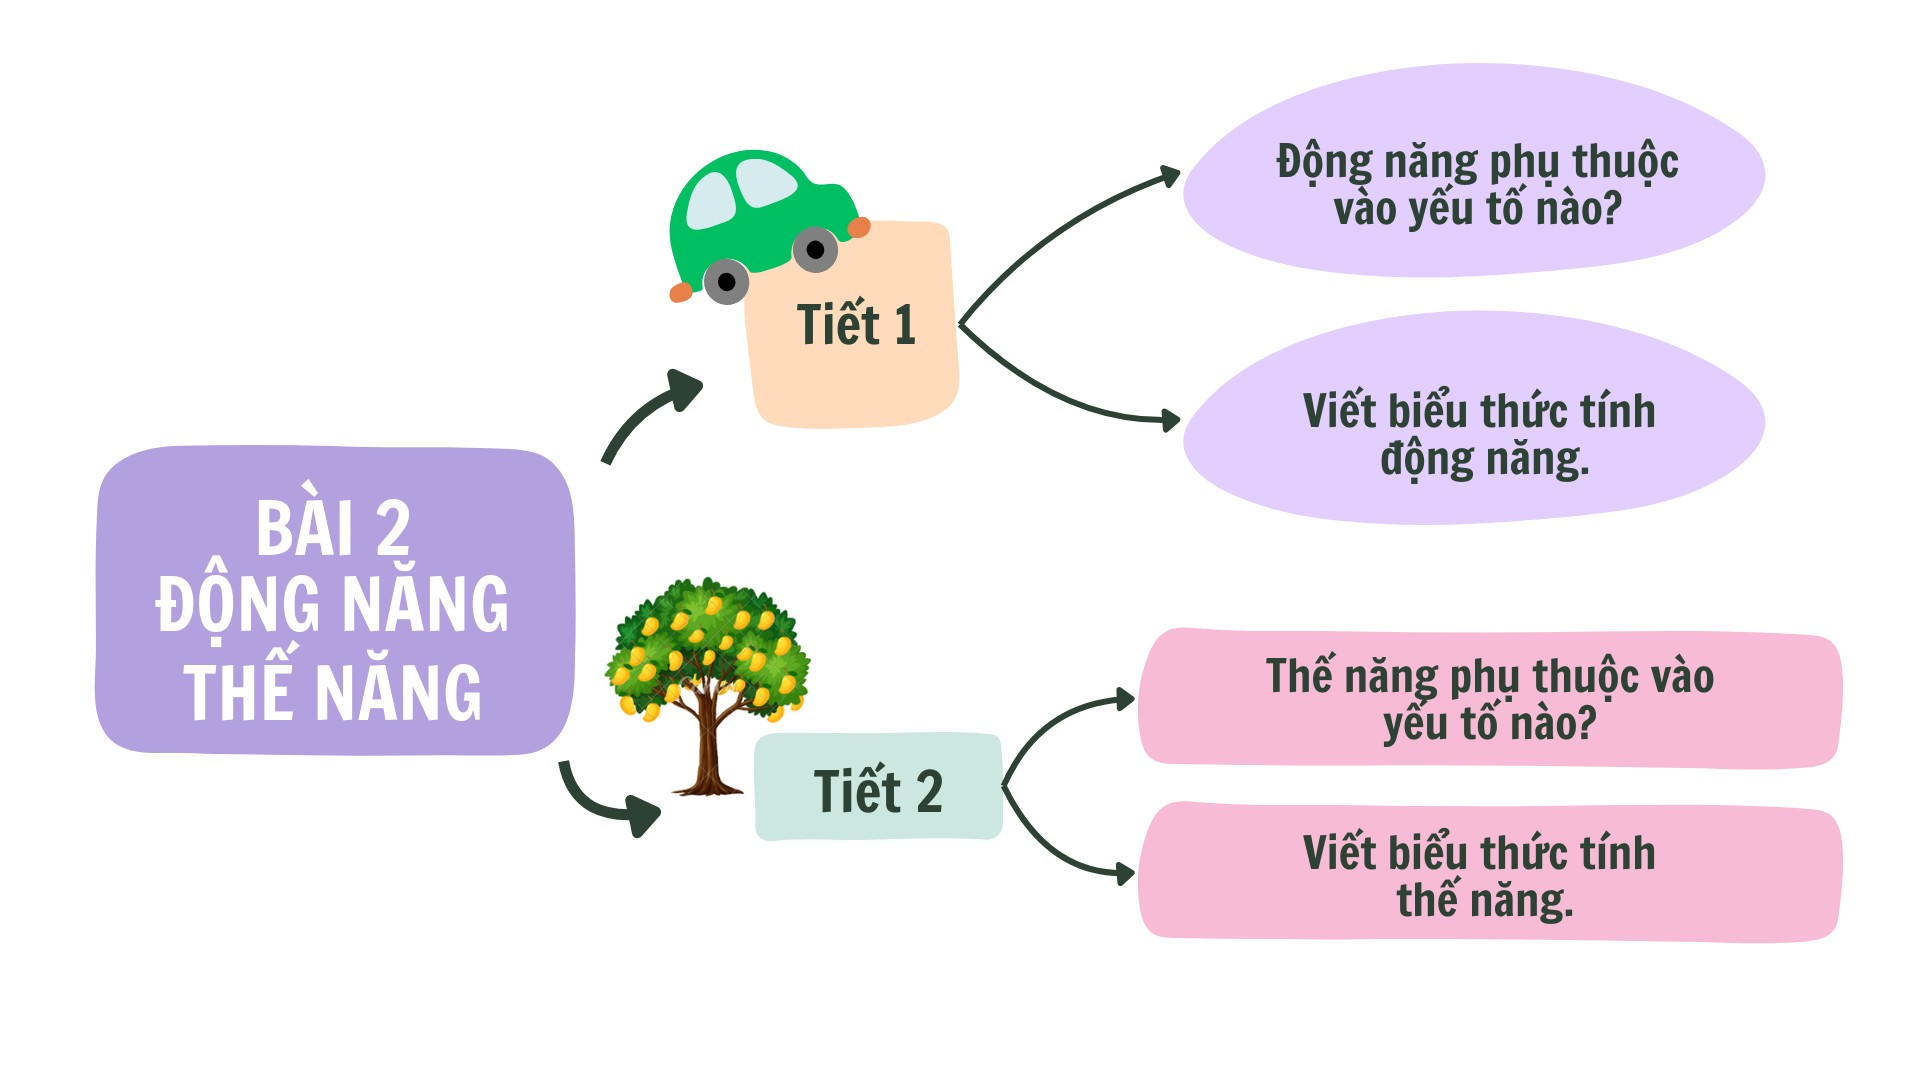 BÀI 2
ĐỘNG NĂNG
THẾ NĂNG
Tiết 1
Động năng phụ thuộc
vào yếu tố nào?
Viết biểu thức tính
động năng.
Tiết 2
Thế năng phụ thuộc vào
yếu tố nào?
Viết biểu thức tính
thế năng.